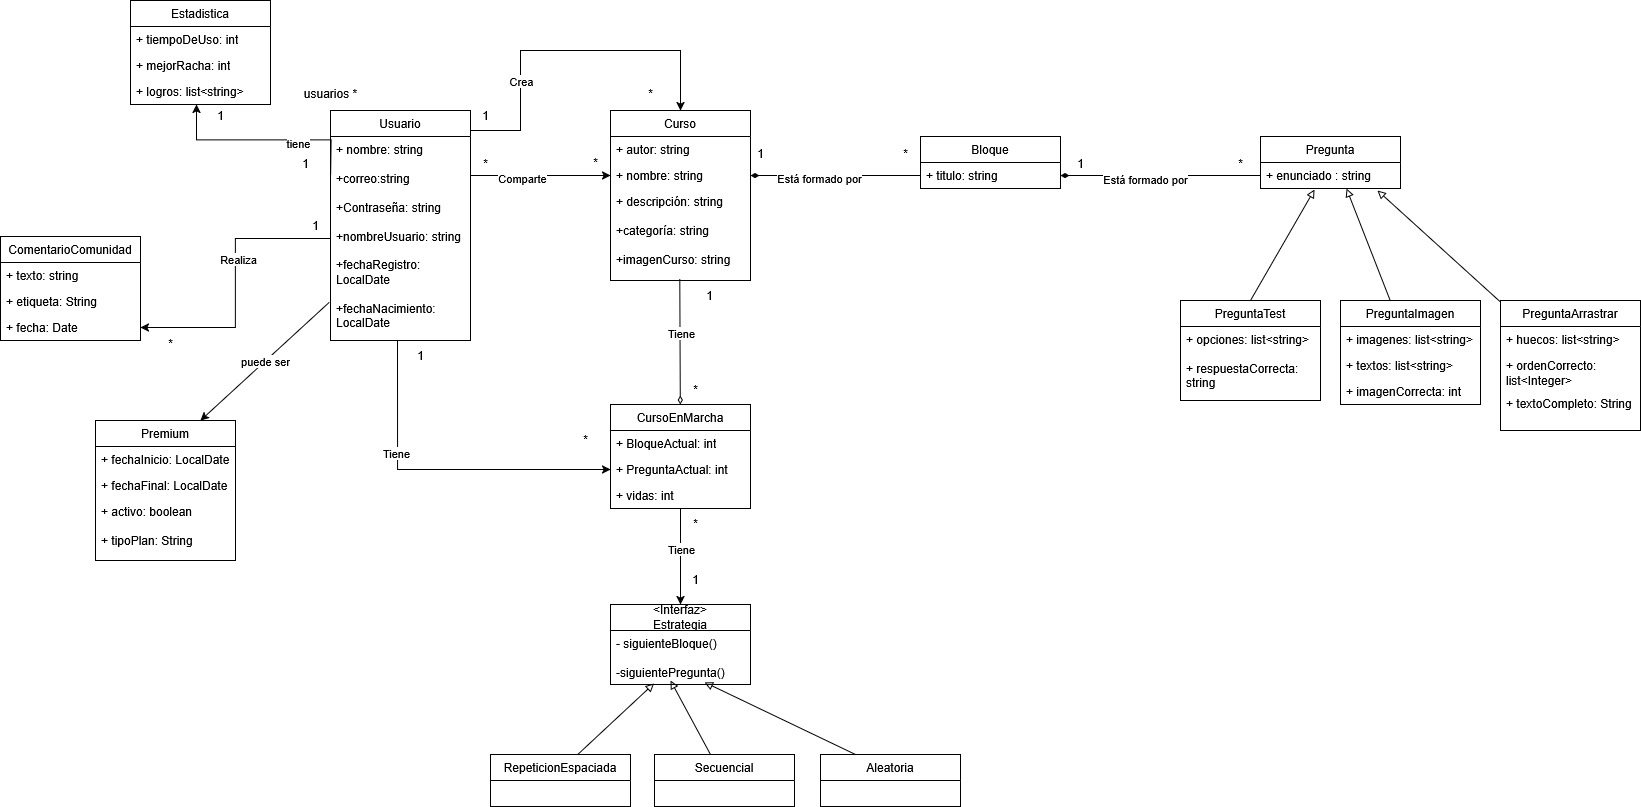 Estadistica
+ tiempoDeUso: int
+ mejorRacha: int
+ logros: list<string>
1
tiene
1
usuarios *
Usuario
+ nombre: string
+correo:string
+Contraseña: string
+nombreUsuario: string
+fechaRegistro:
LocalDate
+fechaNacimiento:
LocalDate
1
Crea
*
*
Comparte
*
Curso
+ autor: string
+ nombre: string
+ descripción: string
+categoría: string
+imagenCurso: string
1
Está formado por
*
Bloque
+ titulo: string
1
Está formado por
*
Pregunta
+ enunciado : string
1
Realiza
*
ComentarioComunidad
+ texto: string
+ etiqueta: String
+ fecha: Date
puede ser
Premium
+ fechaInicio: LocalDate
+ fechaFinal: LocalDate
+ activo: boolean
+ tipoPlan: String
1
Tiene
*
1
Tiene
*
CursoEnMarcha
+ BloqueActual: int
+ PreguntaActual: int
+ vidas: int
*
Tiene
1
<Interfaz>
Estrategia
- siguienteBloque()
-siguientePregunta()
RepeticionEspaciada
Secuencial
Aleatoria
PreguntaTest
+ opciones: list<string>
+ respuestaCorrecta:
string
PreguntaImagen
+ imagenes: list<string>
+ textos: list<string>
+ imagenCorrecta: int
PreguntaArrastrar
+ huecos: list<string>
+ ordenCorrecto:
list<Integer>
+ textoCompleto: String